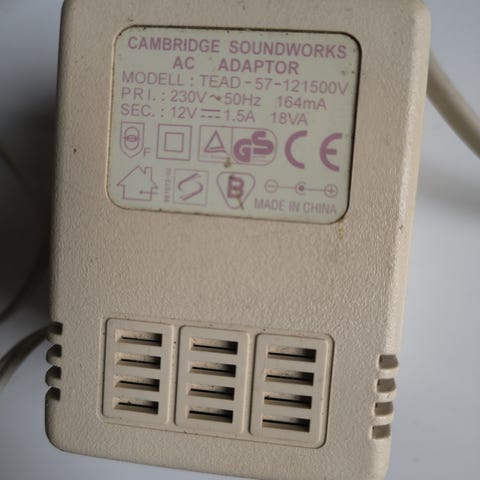 CAMBRIDGE SOUNDWORKS
AC ADAPTOR
MODELL : TEAD-57-121500V
PRI. : 230V ~ 50Hz 164mA
SEC. : 12V ⎓ 1.5A 18VA
F GS CE
B
MADE IN CHINA